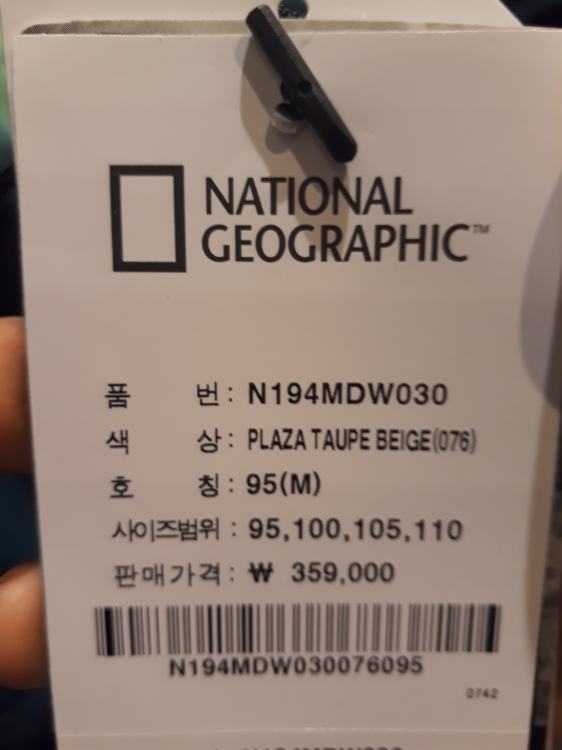 NATIONAL
GEOGRAPHIC™
품 번 : N194MDW030
색 상 : PLAZA TAUPE BEIGE(076)
호 칭 : 95(M)
사이즈범위 : 95,100,105,110
판매가격 : ₩ 359,000
N194MDW030076095
0742